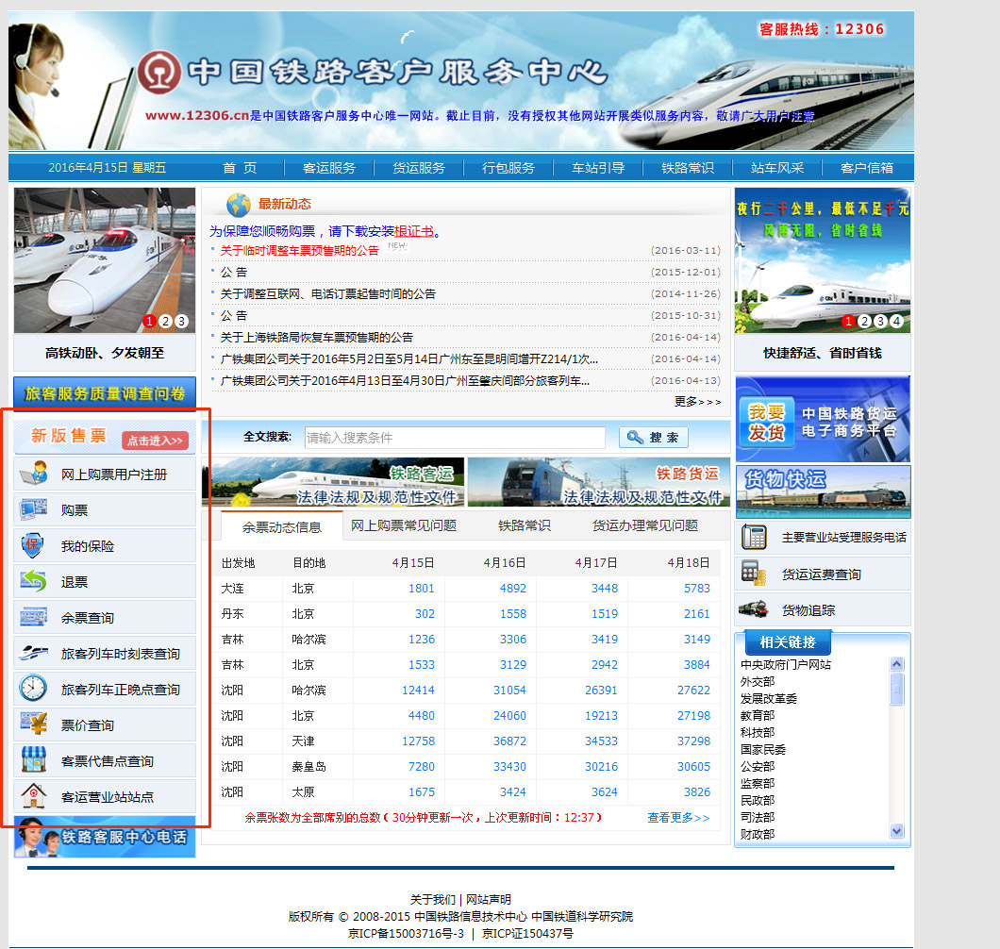 客服热线：12306
中国铁路客户服务中心
www.12306.cn是中国铁路客户服务中心唯一网站。截止目前，没有授权其他网站开展类似服务内容，敬请广大用户注意
2016年4月15日 星期五 首 页 客运服务 货运服务 行包服务 车站引导 铁路常识 站车风采 客户信箱
1 2 3
高铁动卧、夕发朝至
旅客服务质量调查问卷
新版售票 点击进入>>
网上购票用户注册
购票
我的保险
退票
余票查询
旅客列车时刻表查询
旅客列车正晚点查询
票价查询
客票代售点查询
客运营业站站点
铁路客服中心电话
最新动态
为保障您顺畅购票，请下载安装根证书。
关于临时调整车票预售期的公告 NEW (2016-03-11)
公 告 (2015-12-01)
关于调整互联网、电话订票起售时间的公告 (2014-11-26)
公 告 (2015-10-31)
关于上海铁路局恢复车票预售期的公告 (2016-04-14)
广铁集团公司关于2016年5月2日至5月14日广州东至昆明间增开Z214/1次... (2016-04-14)
广铁集团公司关于2016年4月13日至4月30日广州至肇庆间部分旅客列车... (2016-04-13)
更多>>>
全文搜索: 请输入搜索条件 搜 索
铁路客运
法律法规及规范性文件
铁路货运
法律法规及规范性文件
余票动态信息 网上购票常见问题 铁路常识 货运办理常见问题
出发地 目的地 4月15日 4月16日 4月17日 4月18日
大连 北京 1801 4892 3448 5783
丹东 北京 302 1558 1519 2161
吉林 哈尔滨 1236 3306 3419 3149
吉林 北京 1533 3129 2942 3884
沈阳 哈尔滨 12414 31054 26391 27622
沈阳 北京 4480 24060 19213 27198
沈阳 天津 12758 36872 34533 37298
沈阳 秦皇岛 7280 33430 30216 30605
沈阳 太原 1675 3424 3624 3826
余票张数为全部席别的总数（30分钟更新一次，上次更新时间：12:37） 查看更多>>
夜行二千公里，最低不足千元
风雨无阻，省时省钱
1 2 3 4
快捷舒适、省时省钱
我要
发货
中国铁路货运
电子商务平台
货物快运
主要营业站受理服务电话
货运运费查询
货物追踪
相关链接
中央政府门户网站
外交部
发展改革委
教育部
科技部
国家民委
公安部
监察部
民政部
司法部
财政部
关于我们 | 网站声明
版权所有 © 2008-2015 中国铁路信息技术中心 中国铁道科学研究院
京ICP备15003716号-3 | 京ICP证150437号